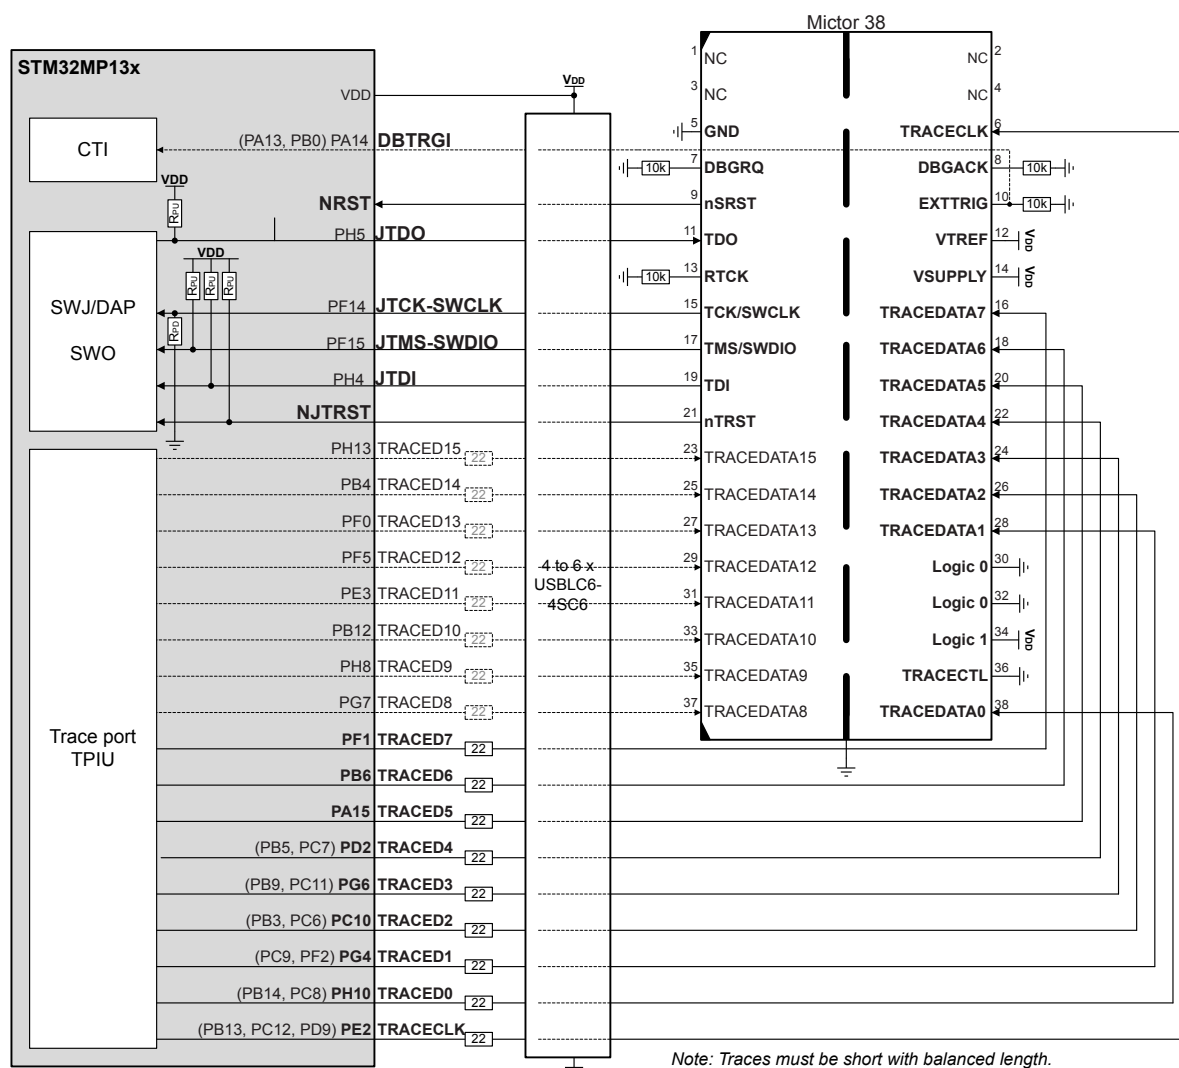 Mictor 38
STM32MP13x
VDD
VDD
1 NC
NC 2
3 NC
NC 4
CTI
(PA13, PB0) PA14 DBTRGI
5 GND
TRACECLK 6
10k 7 DBGRQ
DBGACK 8 10k
VDD
RPU
NRST
9 nSRST
EXTTRIG 10 10k
PH5 JTDO
11 TDO
VTREF 12 VDD
VDD
RPU RPU RPU
10k 13 RTCK
VSUPPLY 14 VDD
SWJ/DAP
SWO
RPD
PF14 JTCK-SWCLK
15 TCK/SWCLK
TRACEDATA7 16
PF15 JTMS-SWDIO
17 TMS/SWDIO
TRACEDATA6 18
PH4 JTDI
19 TDI
TRACEDATA5 20
NJTRST
21 nTRST
TRACEDATA4 22
PH13 TRACED15 22
23 TRACEDATA15
TRACEDATA3 24
PB4 TRACED14 22
25 TRACEDATA14
TRACEDATA2 26
PF0 TRACED13 22
27 TRACEDATA13
TRACEDATA1 28
PF5 TRACED12 22
4 to 6 x
USBLC6-
4SC6
29 TRACEDATA12
Logic 0 30
PE3 TRACED11 22
31 TRACEDATA11
Logic 0 32
PB12 TRACED10 22
33 TRACEDATA10
Logic 1 34 VDD
PH8 TRACED9 22
35 TRACEDATA9
TRACECTL 36
PG7 TRACED8 22
37 TRACEDATA8
TRACEDATA0 38
Trace port
TPIU
PF1 TRACED7 22
PB6 TRACED6 22
PA15 TRACED5 22
(PB5, PC7) PD2 TRACED4 22
(PB9, PC11) PG6 TRACED3 22
(PB3, PC6) PC10 TRACED2 22
(PC9, PF2) PG4 TRACED1 22
(PB14, PC8) PH10 TRACED0 22
(PB13, PC12, PD9) PE2 TRACECLK 22
Note: Traces must be short with balanced length.